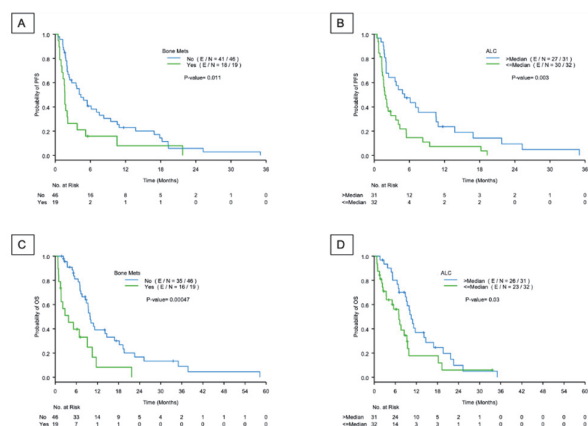 A
Bone Mets
No ( E / N = 41 / 46 )
Yes ( E / N = 18 / 19 )
P-value= 0.011
Probability of PFS
1.0
0.8
0.6
0.4
0.2
0.0
0 6 12 18 24 30 36
Time (Months)
No. at Risk
No 46 16 8 5 2 1 0
Yes 19 2 1 1 0 0 0
B
ALC
>Median ( E / N = 27 / 31 )
<=Median ( E / N = 30 / 32 )
P-value= 0.003
Probability of PFS
1.0
0.8
0.6
0.4
0.2
0.0
0 6 12 18 24 30 36
Time (Months)
No. at Risk
>Median 31 12 5 3 2 1 0
<=Median 32 4 2 2 0 0 0
C
Bone Mets
No ( E / N = 35 / 46 )
Yes ( E / N = 16 / 19 )
P-value= 0.00047
Probability of OS
1.0
0.8
0.6
0.4
0.2
0.0
0 6 12 18 24 30 36 42 48 54 60
Time (Months)
No. at Risk
No 46 33 14 9 5 4 2 1 1 1 0
Yes 19 7 1 1 0 0 0 0 0 0 0
D
ALC
>Median ( E / N = 26 / 31 )
<=Median ( E / N = 23 / 32 )
P-value= 0.03
Probability of OS
1.0
0.8
0.6
0.4
0.2
0.0
0 6 12 18 24 30 36 42 48 54 60
Time (Months)
No. at Risk
>Median 31 24 10 5 2 1 0 0 0 0 0
<=Median 32 14 3 3 1 1 0 0 0 0 0